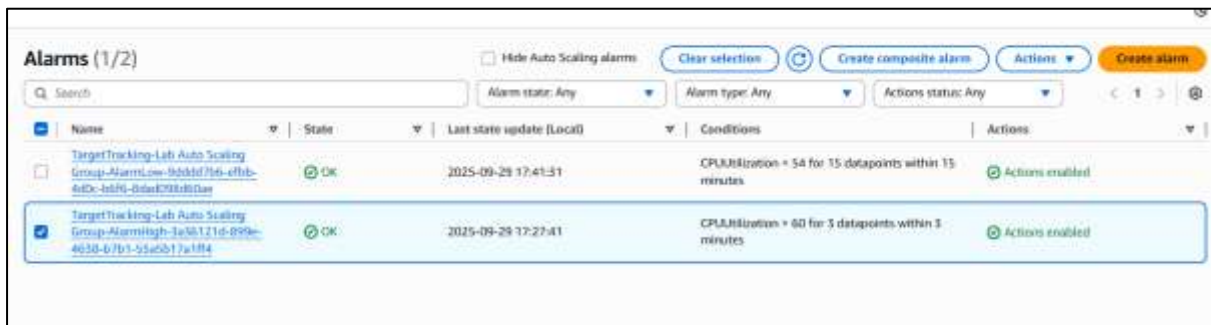 Alarms (1/2)
Hide Auto Scaling alarms
Clear selection
Create composite alarm
Actions
Create alarm
Search
Alarm state: Any
Alarm type: Any
Actions status: Any
1
Name
State
Last state update (Local)
Conditions
Actions
TargetTracking-Lab Auto Scaling
OK
2025-09-29 17:41:31
CPUUtilization < 54 for 15 datapoints within 15
minutes
Actions enabled
TargetTracking-Lab Auto Scaling
OK
2025-09-29 17:27:41
CPUUtilization > 60 for 3 datapoints within 3
minutes
Actions enabled